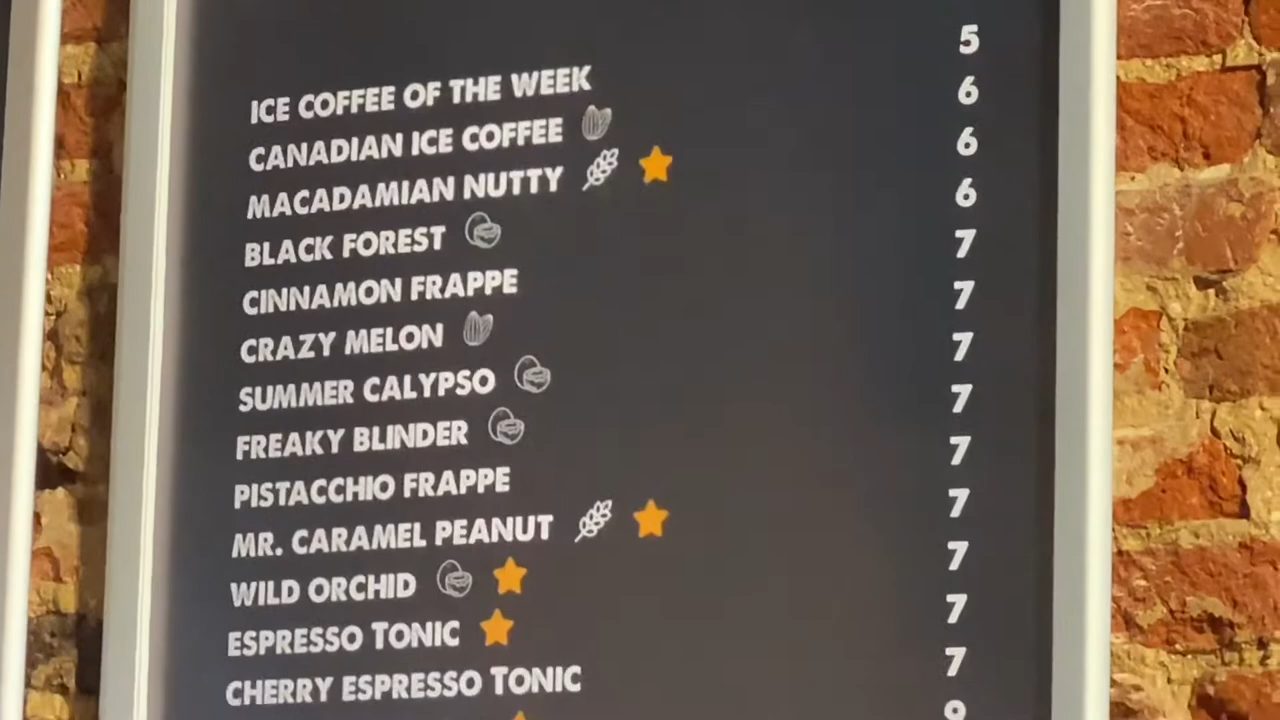 ICE COFFEE OF THE WEEK 5
CANADIAN ICE COFFEE 6
MACADAMIAN NUTTY 6
BLACK FOREST 6
CINNAMON FRAPPE 7
CRAZY MELON 7
SUMMER CALYPSO 7
FREAKY BLINDER 7
PISTACCHIO FRAPPE 7
MR. CARAMEL PEANUT 7
WILD ORCHID 7
ESPRESSO TONIC 7
CHERRY ESPRESSO TONIC 7